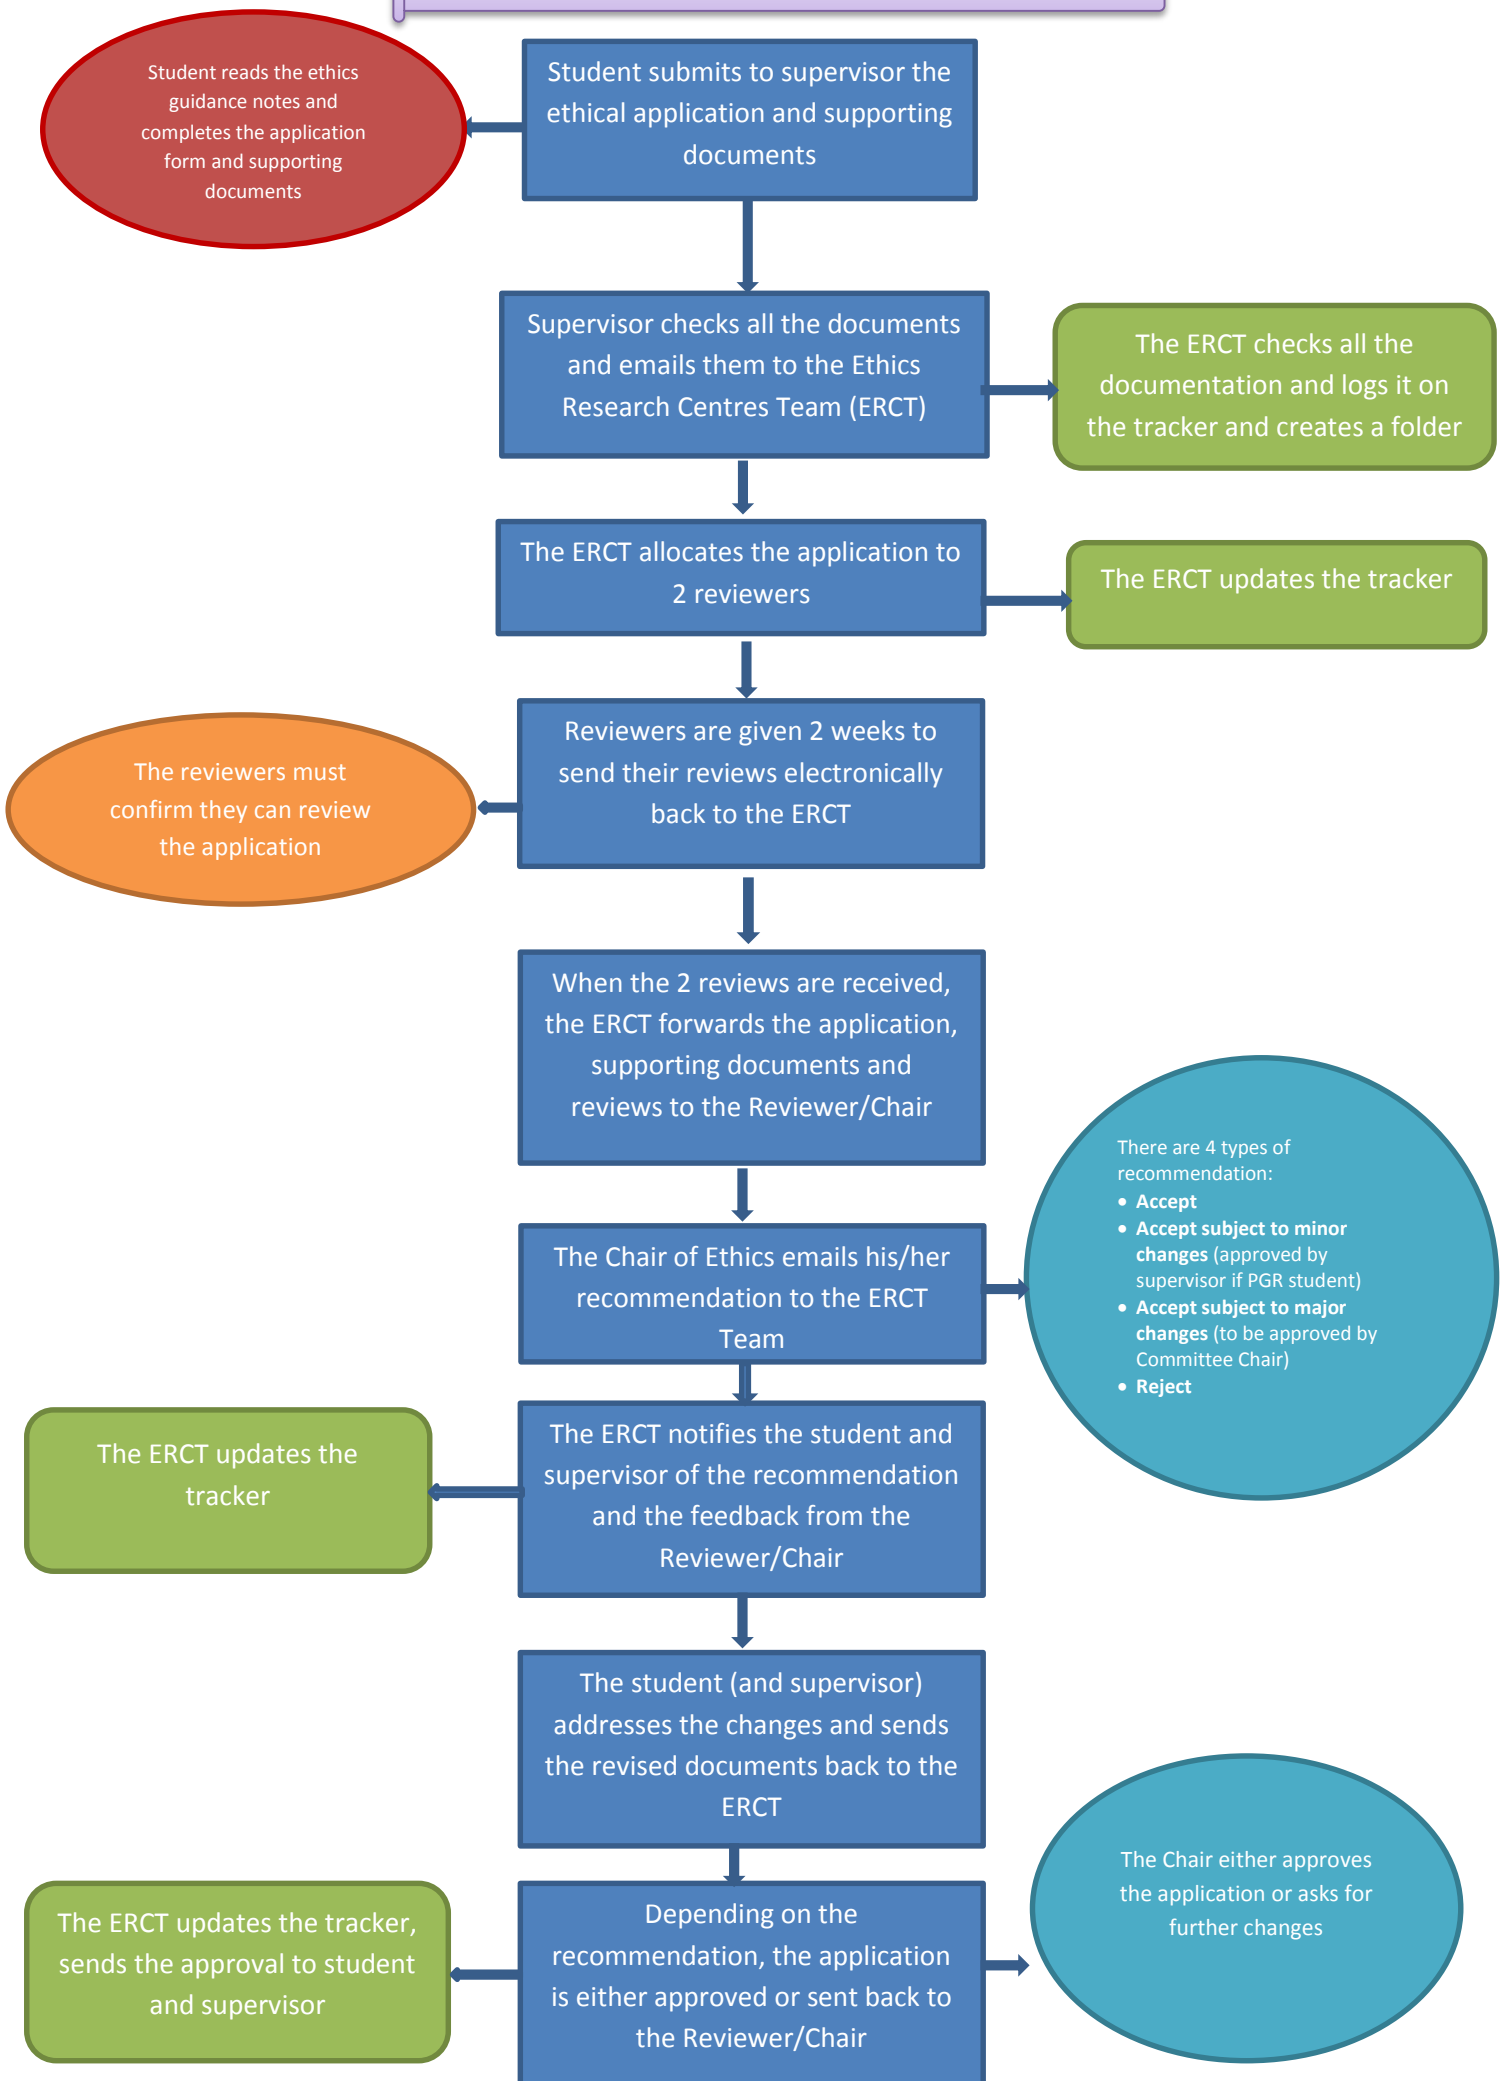 Student reads the ethics
guidance notes and
completes the application
form and supporting
documents
Student submits to supervisor the
ethical application and supporting
documents
Supervisor checks all the documents
and emails them to the Ethics
Research Centres Team (ERCT)
The ERCT checks all the
documentation and logs it on
the tracker and creates a folder
The ERCT allocates the application to
2 reviewers
The ERCT updates the tracker
Reviewers are given 2 weeks to
send their reviews electronically
back to the ERCT
The reviewers must
confirm they can review
the application
When the 2 reviews are received,
the ERCT forwards the application,
supporting documents and
reviews to the Reviewer/Chair
The Chair of Ethics emails his/her
recommendation to the ERCT
Team
There are 4 types of
recommendation:
• Accept
• Accept subject to minor
changes (approved by
supervisor if PGR student)
• Accept subject to major
changes (to be approved by
Committee Chair)
• Reject
The ERCT notifies the student and
supervisor of the recommendation
and the feedback from the
Reviewer/Chair
The ERCT updates the
tracker
The student (and supervisor)
addresses the changes and sends
the revised documents back to the
ERCT
Depending on the
recommendation, the application
is either approved or sent back to
the Reviewer/Chair
The Chair either approves
the application or asks for
further changes
The ERCT updates the tracker,
sends the approval to student
and supervisor